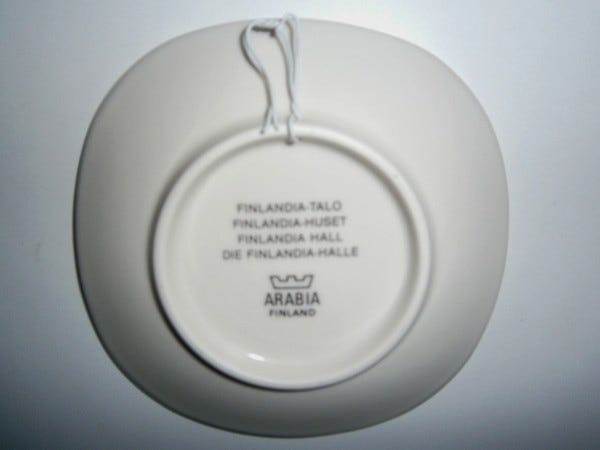 FINLANDIA-TALO
FINLANDIA-HUSET
FINLANDIA HALL
DIE FINLANDIA-HALLE
ARABIA
FINLAND